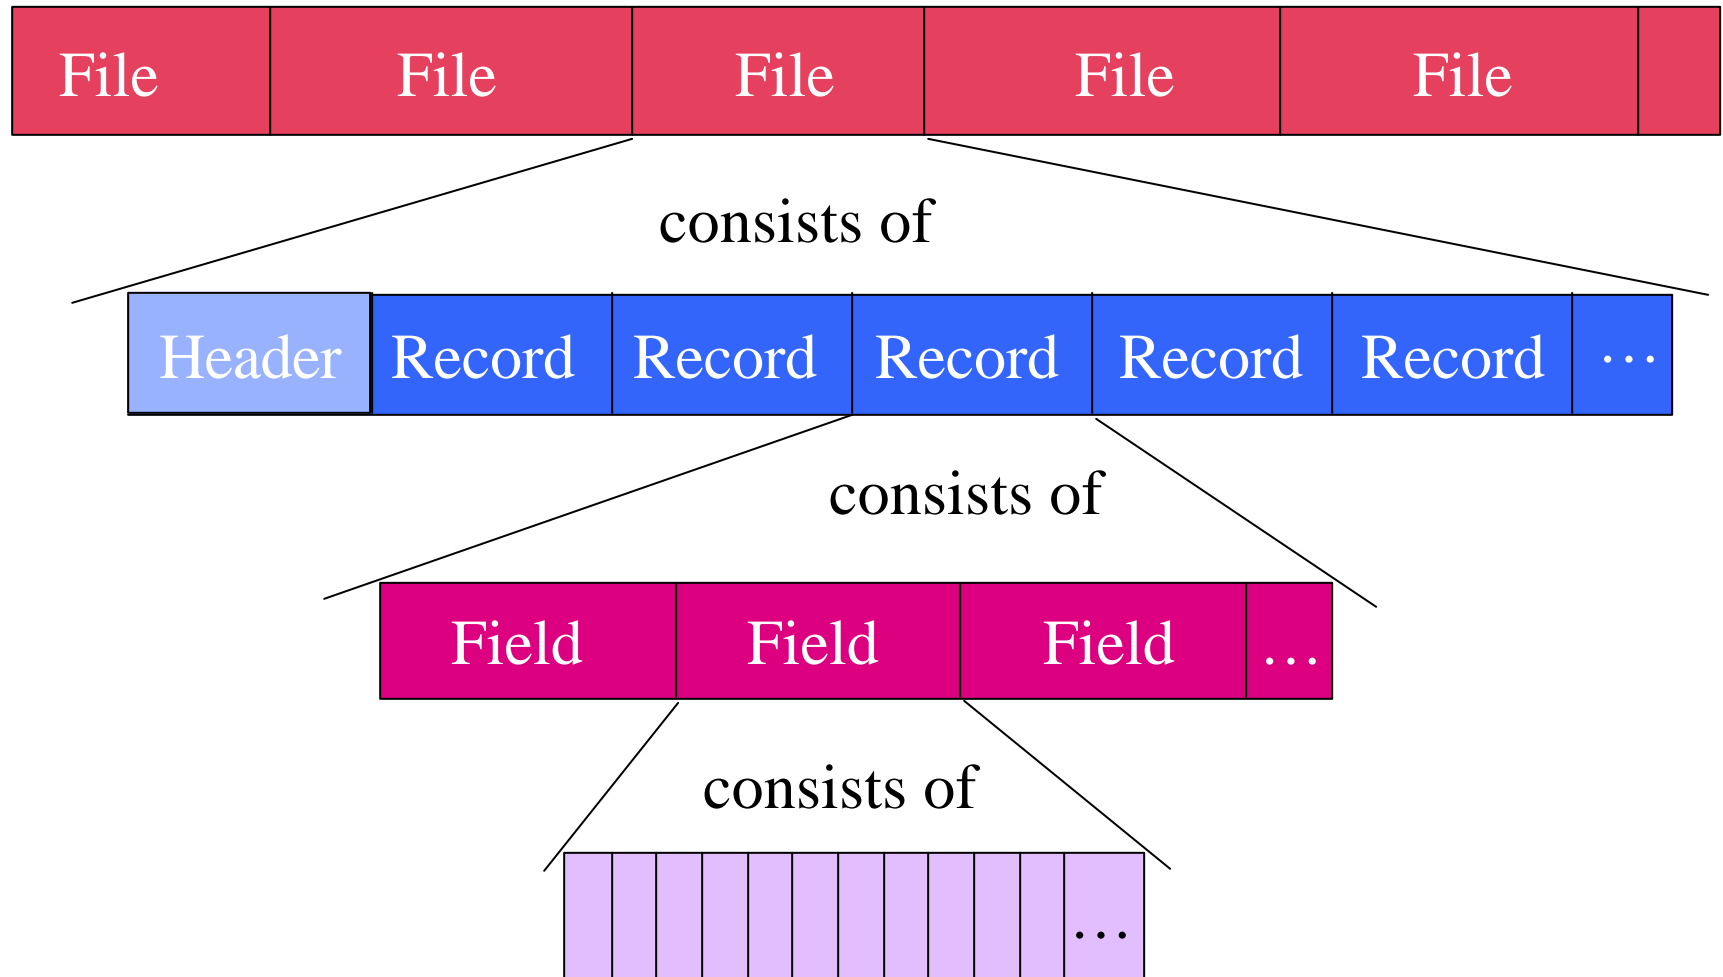 File File File File File
consists of
Header Record Record Record Record Record …
consists of
Field Field Field …
consists of
…